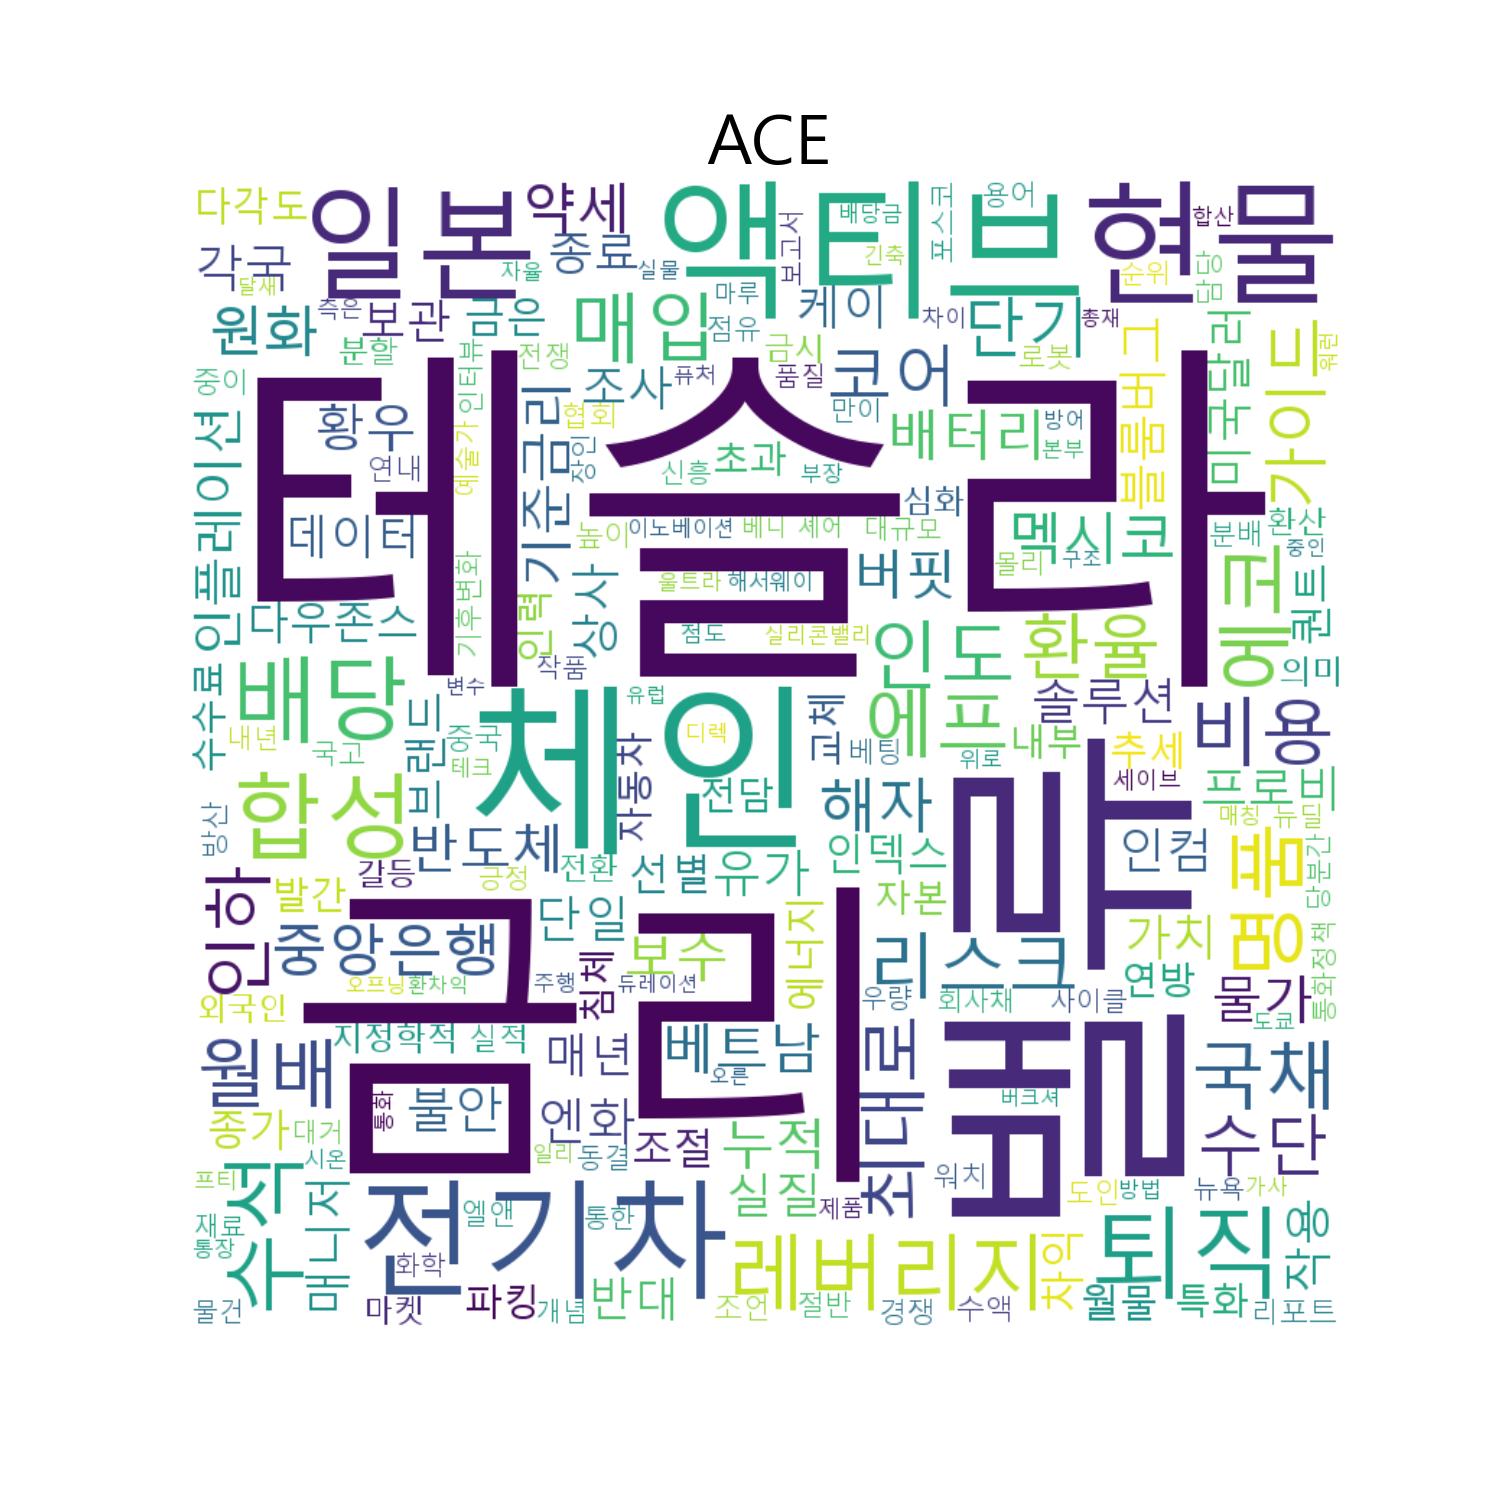 ACE
다각도
일본
약세
액티브
배당금
보고서
포스코
용어
현물
합산
각국
달재
자율
종료
실물
긴축
순위
담당
원화
측은
보관
금은
매입
마루
점유
케이
차이
단기
총재
분할
인터뷰
전쟁
금시
코어
로봇
블룸버그
미국달러
가이드
워런
중이
테슬라
황우
조사
퓨처
품질
만이
배터리
방어
본부
인플레이션
연내
예술가
기준금리
협회
장인
신흥
초과
부장
심화
데이터
높이
이노베이션
베니
셰어
대규모
멕시코
몰리
구조
분배
환산
중인
다우존스
기후변화
인력
상사
울트라
해서웨이
버핏
점도
실리콘밸리
인도
환율
에코
퀀트
의미
수수료
배당
작품
변수
유럽
에프
솔루션
비용
내년
국고
브랜드
중국
테크
체인
디렉
교체
베팅
내부
위로
추세
합성
자동차
전담
해자
밸류
세이브
프로비
매칭
뉴딜
방산
반도체
갈등
긍정
전환
선별
유가
인덱스
인컴
명품
당분간
인하
발간
단일
자본
가치
중앙은행
금리
침체
보수
에너지
리스크
연방
통화정책
외국인
오프닝
환차익
주행
듀레이션
우량
회사채
사이클
물가
도쿄
지정학적
실적
월배
매년
베트남
오른
최대로
밸류
버크셔
국채
통화
불안
종가
대거
엔화
조절
누적
수단
시온
일리
동결
프티
수석
매니저
전기차
엘앤
통한
실질
제품
워치
도인
방법
뉴욕
가사
재료
통장
화학
레버리지
차익
퇴직
작용
물건
마켓
파킹
개념
반대
조언
절반
경쟁
수액
월물
특화
리포트